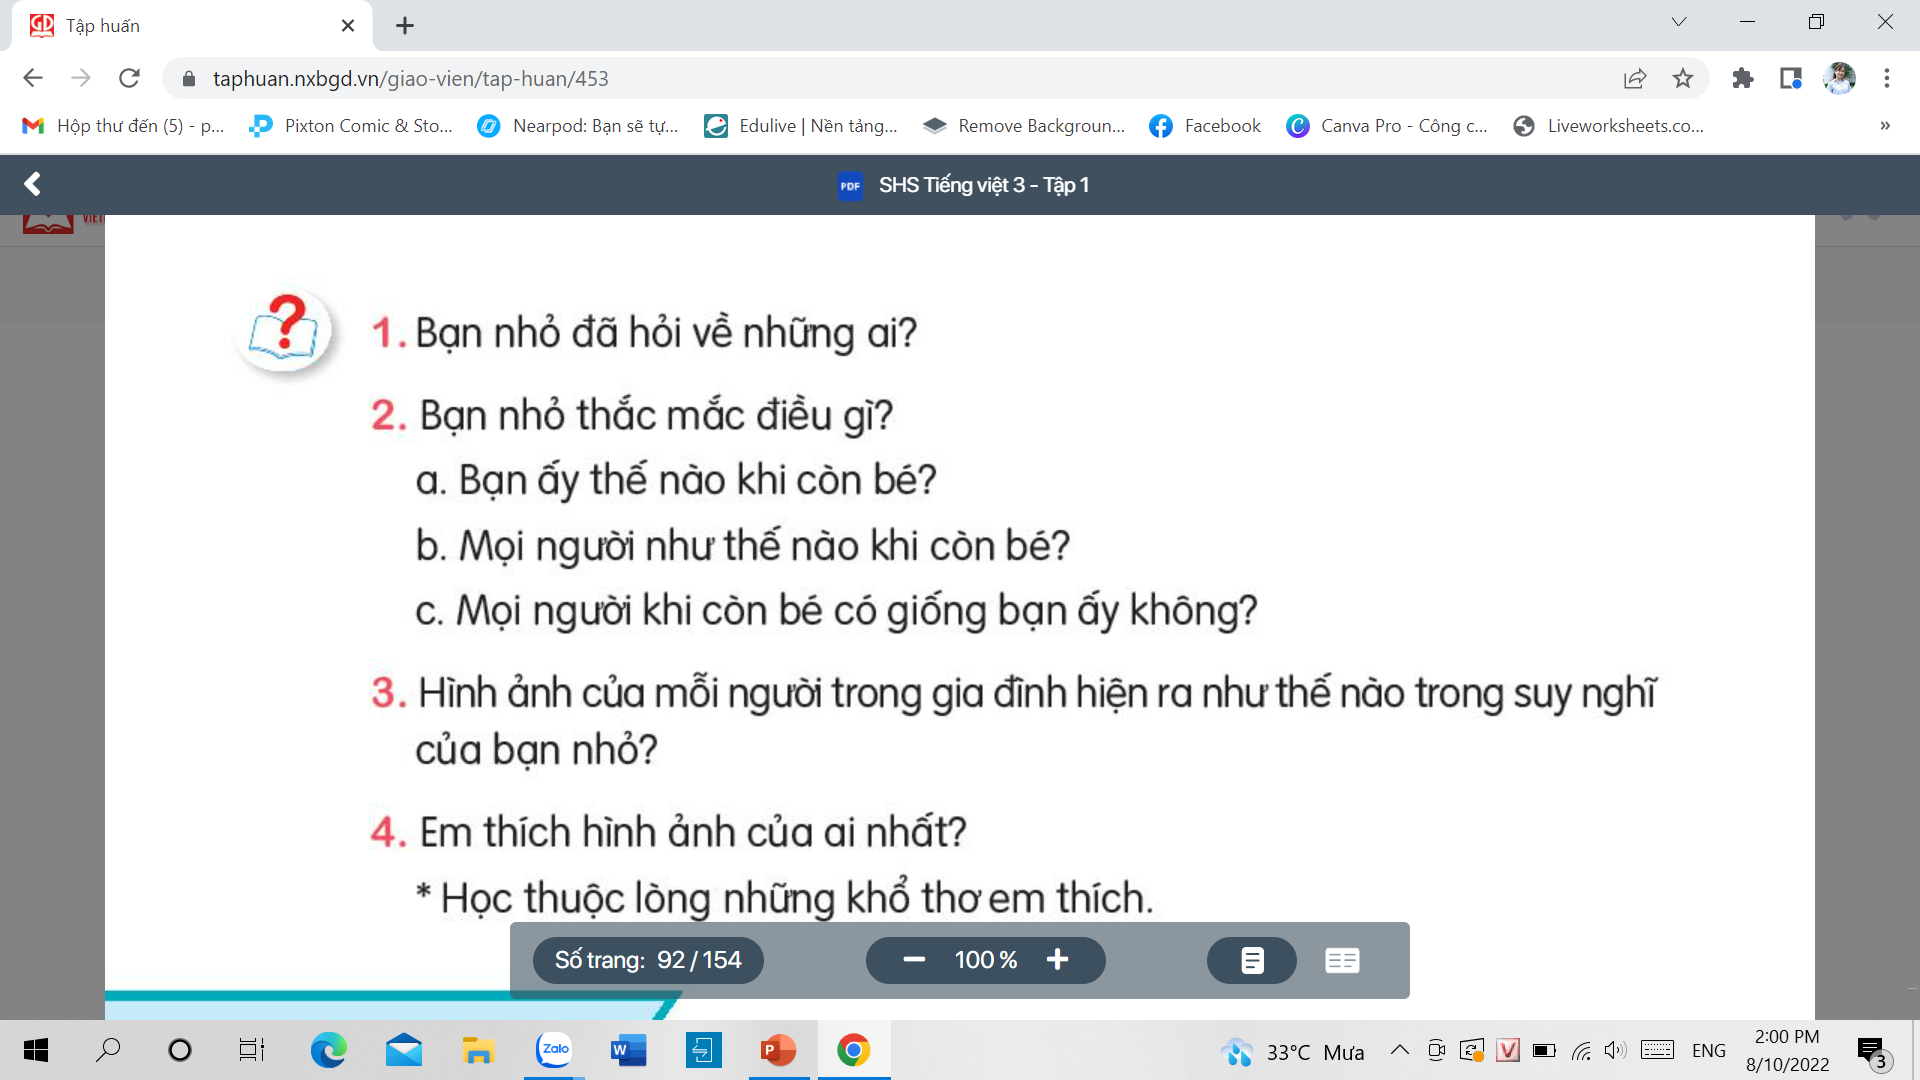 Tập huấn
taphuan.nxbgd.vn/giao-vien/tap-huan/453
Hộp thư đến (5) - p... Pixton Comic & Sto... Nearpod: Bạn sẽ tự... Edulive | Nền tảng... Remove Backgroun... Facebook Canva Pro - Công c... Liveworksheets.co... »
PDF SHS Tiếng việt 3 - Tập 1
1. Bạn nhỏ đã hỏi về những ai?
2. Bạn nhỏ thắc mắc điều gì?
a. Bạn ấy thế nào khi còn bé?
b. Mọi người như thế nào khi còn bé?
c. Mọi người khi còn bé có giống bạn ấy không?
3. Hình ảnh của mỗi người trong gia đình hiện ra như thế nào trong suy nghĩ
của bạn nhỏ?
4. Em thích hình ảnh của ai nhất?
* Học thuộc lòng những khổ thơ em thích.
Số trang: 92 / 154 100 %
Zalo 33°C Mưa ENG 2:00 PM
8/10/2022 3